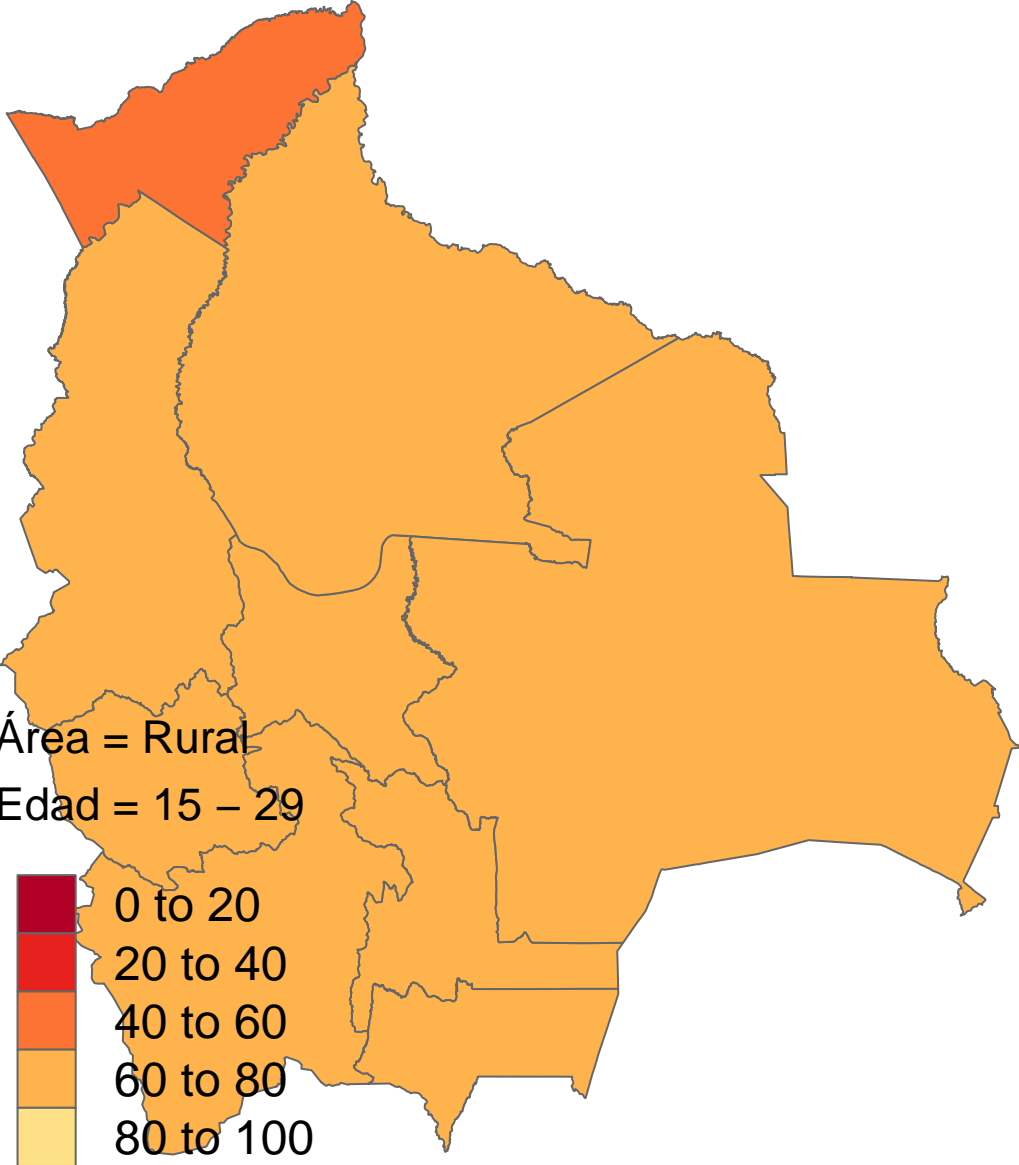 Área = Rural
Edad = 15 – 29
0 to 20
20 to 40
40 to 60
60 to 80
80 to 100